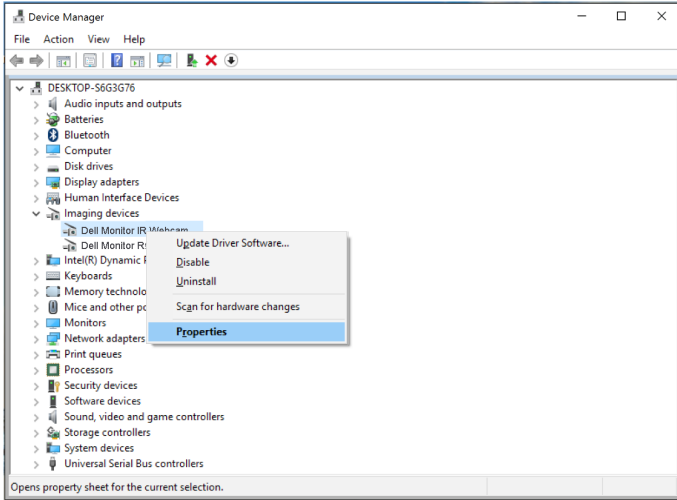 Device Manager
File Action View Help
DESKTOP-S6G3G76
Audio inputs and outputs
Batteries
Bluetooth
Computer
Disk drives
Display adapters
Human Interface Devices
Imaging devices
Dell Monitor IR Webcam
Dell Monitor
Intel(R) Dynamic
Keyboards
Memory
Mice and other
Monitors
Network adapters
Print queues
Processors
Security devices
Software devices
Sound, video and game controllers
Storage controllers
System devices
Universal Serial Bus controllers
Update Driver Software...
Disable
Uninstall
Scan for hardware changes
Properties
Opens property sheet for the current selection.